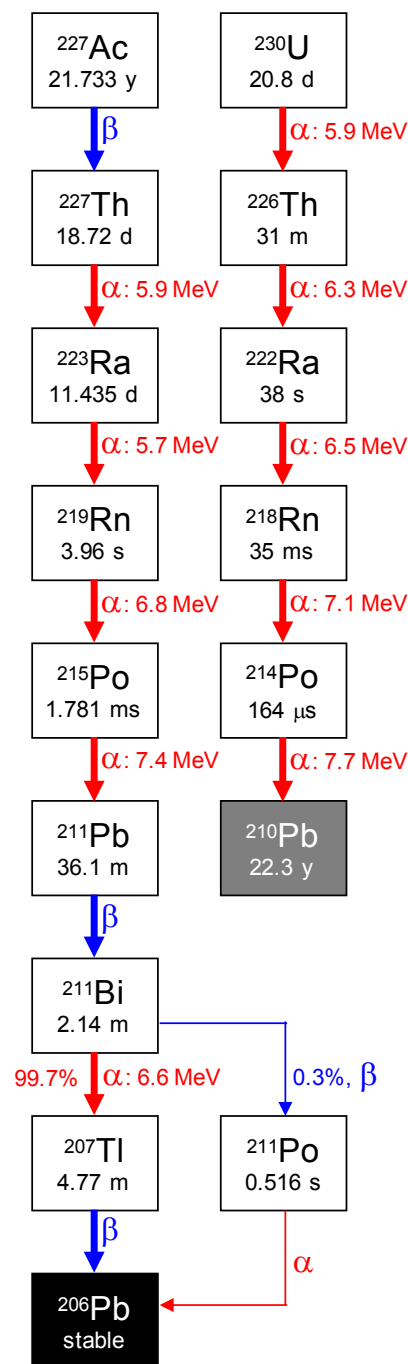 ²²⁷Ac
21.733 y
²³⁰U
20.8 d
β
α: 5.9 MeV
²²⁷Th
18.72 d
²²⁶Th
31 m
α: 5.9 MeV
α: 6.3 MeV
²²³Ra
11.435 d
²²²Ra
38 s
α: 5.7 MeV
α: 6.5 MeV
²¹⁹Rn
3.96 s
²¹⁸Rn
35 ms
α: 6.8 MeV
α: 7.1 MeV
²¹⁵Po
1.781 ms
²¹⁴Po
164 μs
α: 7.4 MeV
α: 7.7 MeV
²¹¹Pb
36.1 m
²¹⁰Pb
22.3 y
β
²¹¹Bi
2.14 m
99.7%
α: 6.6 MeV
0.3%, β
²⁰⁷Tl
4.77 m
²¹¹Po
0.516 s
β
α
²⁰⁶Pb
stable